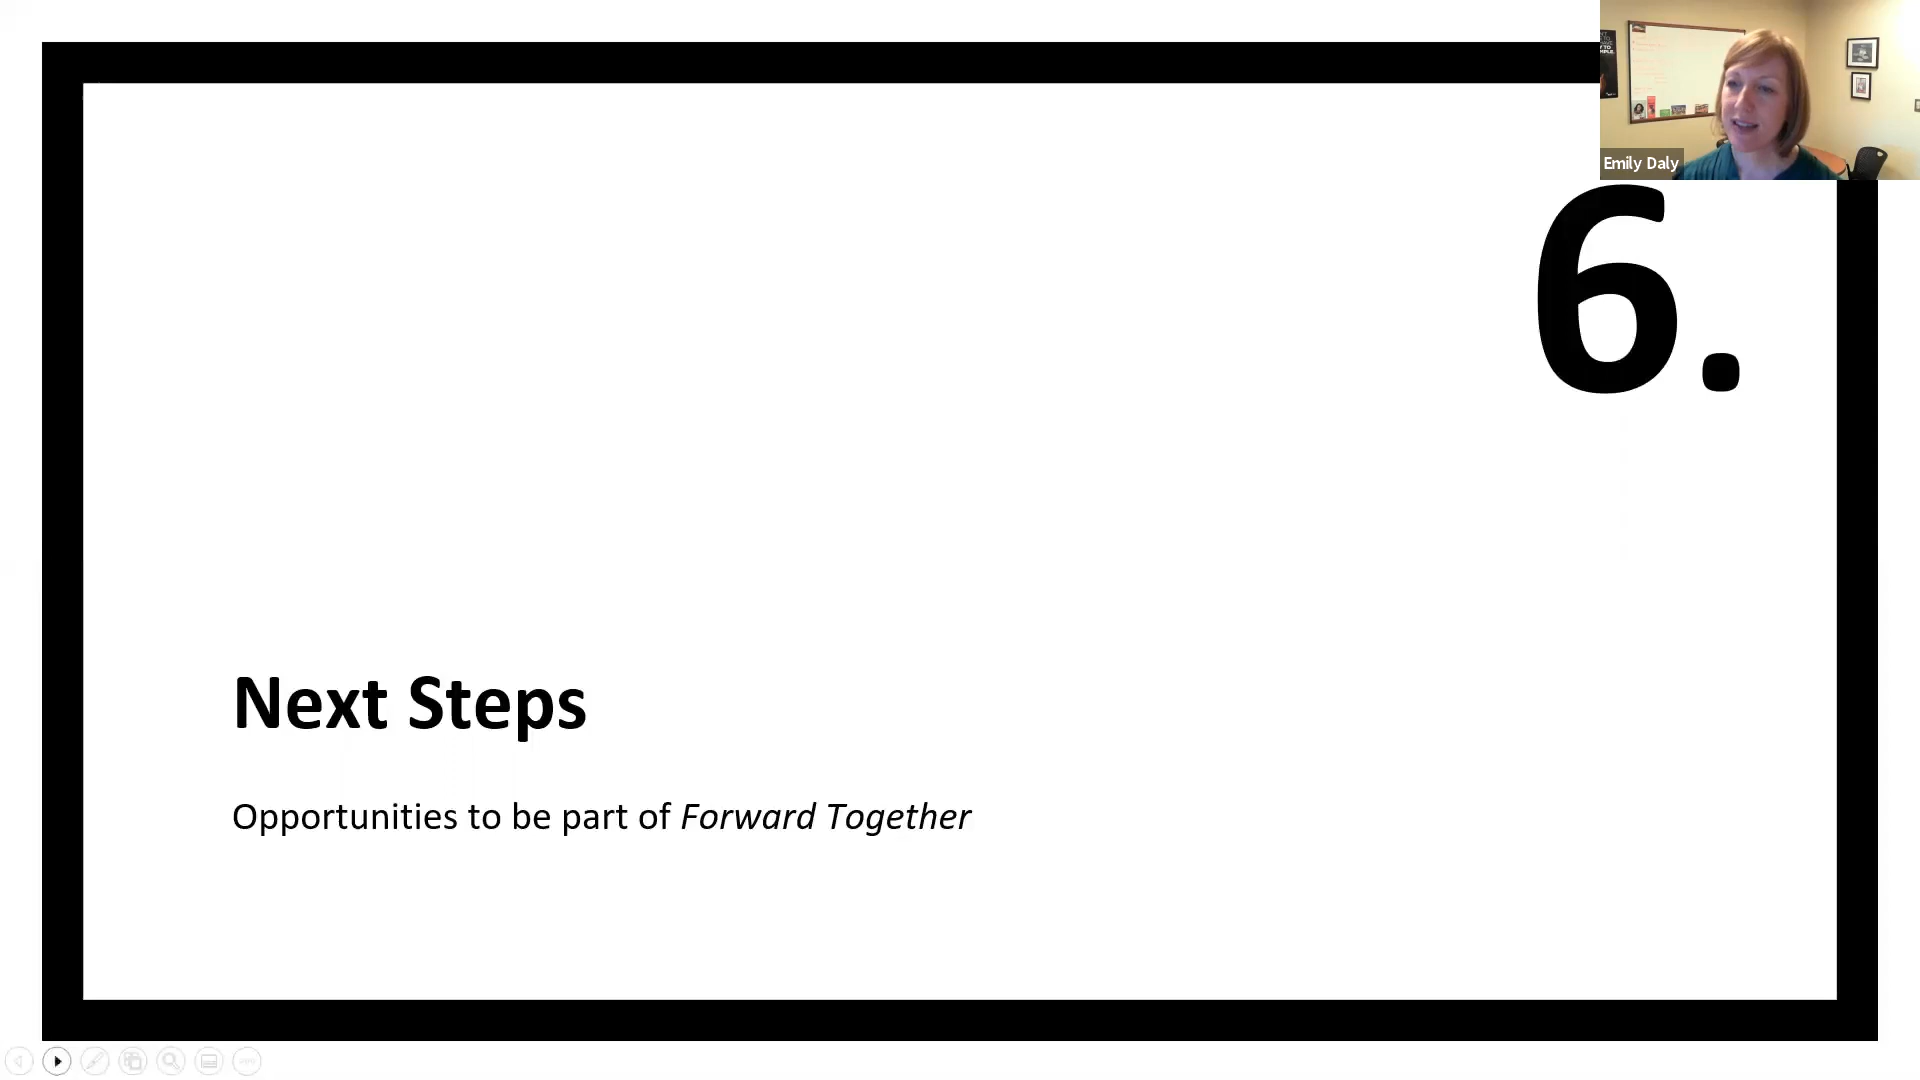 Emily Daly
6.
Next Steps
Opportunities to be part of Forward Together